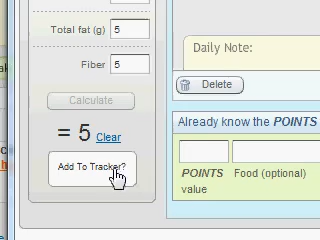 Total fat (g) 5
Fiber 5
Calculate
= 5 Clear
Add To Tracker?
Daily Note:
Delete
Already know the POINTS
POINTS value
Food (optional)